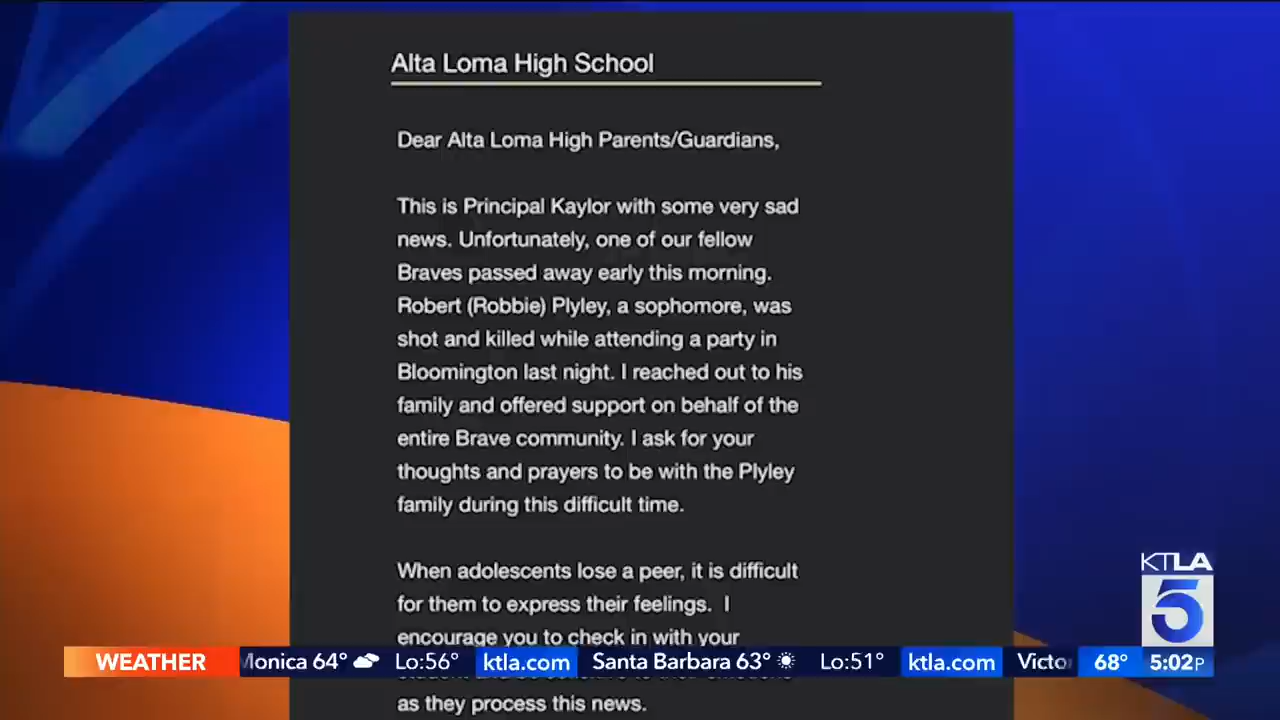 Alta Loma High School
Dear Alta Loma High Parents/Guardians,
This is Principal Kaylor with some very sad
news. Unfortunately, one of our fellow
Braves passed away early this morning.
Robert (Robbie) Plyley, a sophomore, was
shot and killed while attending a party in
Bloomington last night. I reached out to his
family and offered support on behalf of the
entire Brave community. I ask for your
thoughts and prayers to be with the Plyley
family during this difficult time.
When adolescents lose a peer, it is difficult
for them to express their feelings. I
encourage you to check in with your
as they process this news.
KTLA
5
WEATHER Monica 64° Lo:56° ktla.com Santa Barbara 63° Lo:51° ktla.com Victo 68° 5:02P